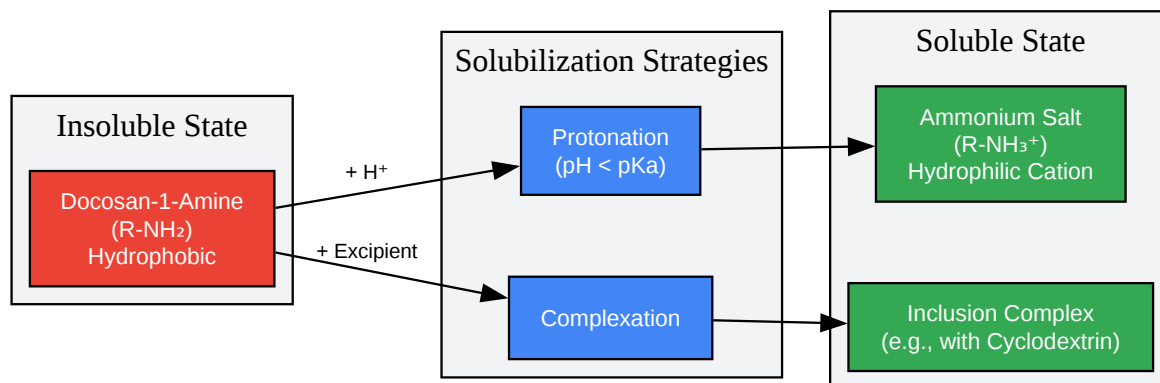 Insoluble State
Docosan-1-Amine
(R-NH₂)
Hydrophobic
+ H⁺
+ Excipient
Solubilization Strategies
Protonation
(pH < pKa)
Complexation
Soluble State
Ammonium Salt
(R-NH₃⁺)
Hydrophilic Cation
Inclusion Complex
(e.g., with Cyclodextrin)